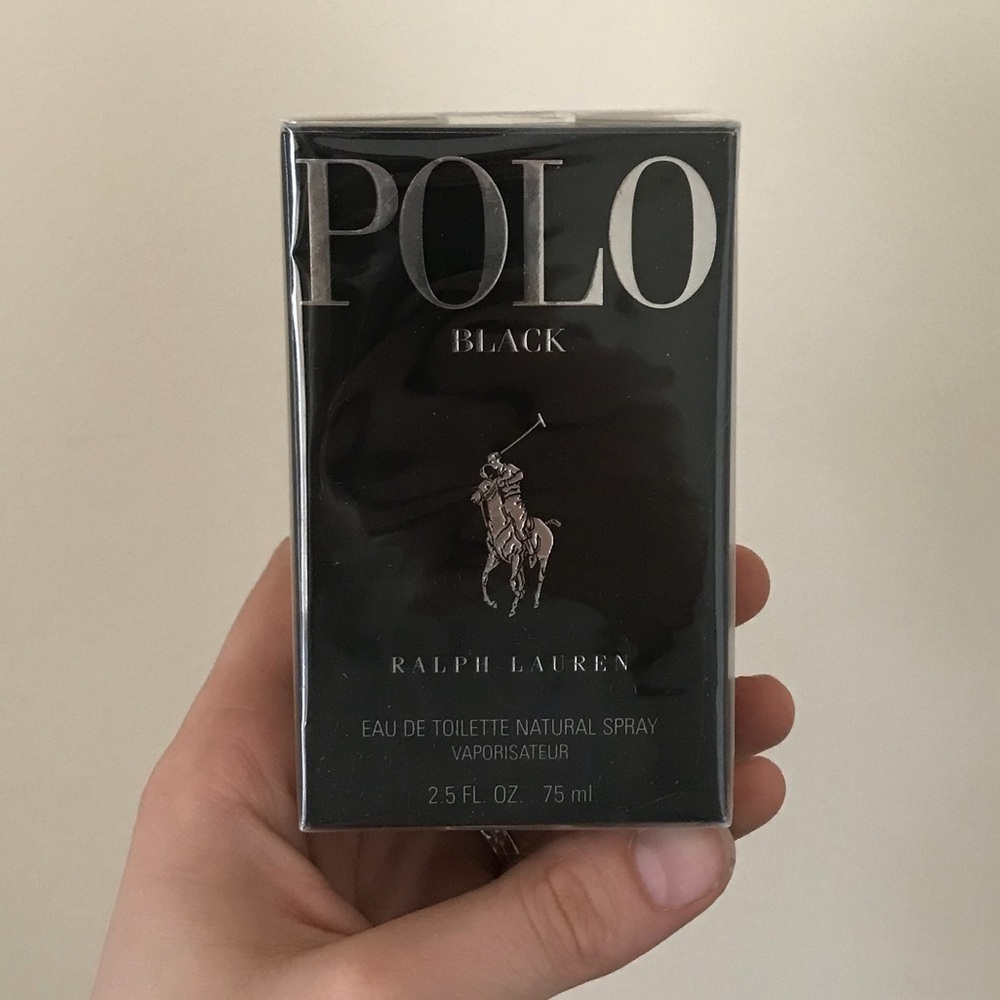 POLO
BLACK
RALPH LAUREN
EAU DE TOILETTE NATURAL SPRAY
VAPORISATEUR
2.5 FL. OZ. 75 ml